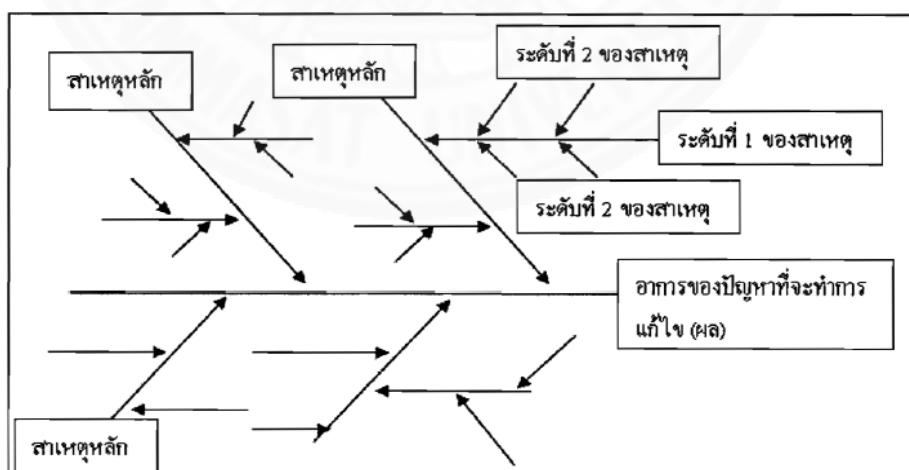 สาเหตุหลัก
สาเหตุหลัก
ระดับที่ 2 ของสาเหตุ
ระดับที่ 1 ของสาเหตุ
ระดับที่ 2 ของสาเหตุ
อาการของปัญหาที่จะทำการ
แก้ไข (ผล)
สาเหตุหลัก